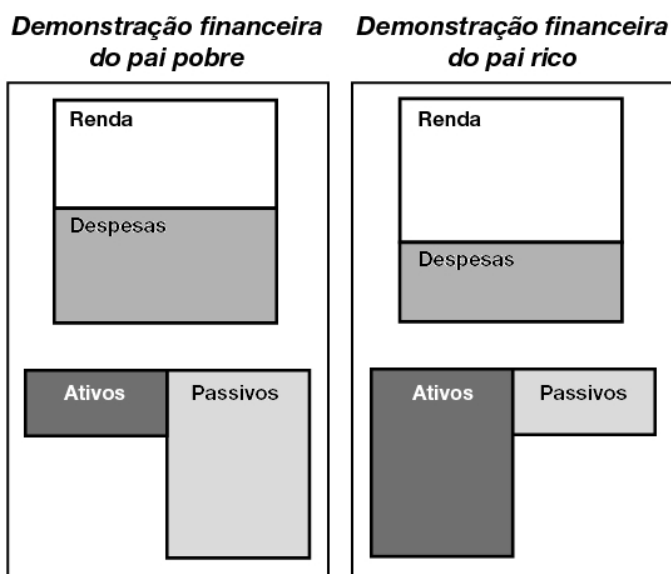 Demonstração financeira
do pai pobre
Renda
Despesas
Ativos
Passivos
Demonstração financeira
do pai rico
Renda
Despesas
Ativos
Passivos